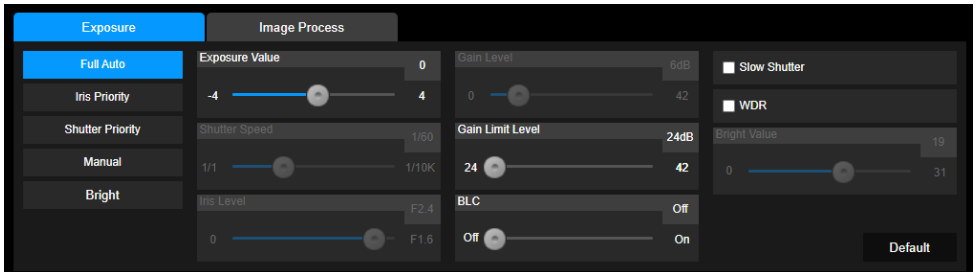 Exposure
Image Process
Full Auto
Iris Priority
Shutter Priority
Manual
Bright
Exposure Value
0
-4
4
Shutter Speed
1/60
1/1
1/10K
Iris Level
F2.4
0
F1.6
Gain Level
6dB
0
42
Gain Limit Level
24dB
24
42
BLC
Off
Off
On
Slow Shutter
WDR
Bright Value
19
0
31
Default